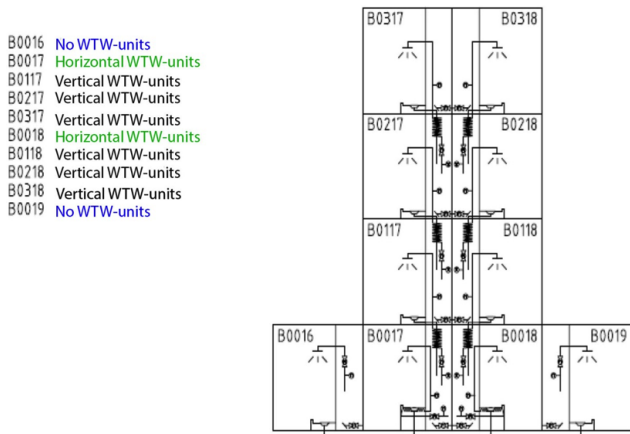 B0016 No WTW-units
B0017 Horizontal WTW-units
B0117 Vertical WTW-units
B0217 Vertical WTW-units
B0317 Vertical WTW-units
B0018 Horizontal WTW-units
B0118 Vertical WTW-units
B0218 Vertical WTW-units
B0318 Vertical WTW-units
B0019 No WTW-units
B0317 B0318
B0217 B0218
B0117 B0118
B0016 B0017 B0018 B0019